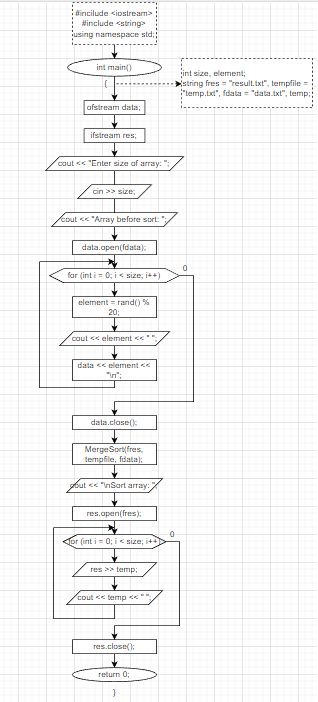 #inciude <iostream>
#include <string>
using namespace std;
int main()
{
int size, element;
string fres = "result.txt", tempfile =
"temp.txt", fdata = "data.txt", temp;
ofstream data;
ifstream res;
cout << "Enter size of array: ";
cin >> size;
cout << "Array before sort: ";
data.open(fdata);
for (int i = 0; i < size; i++)
0
element = rand() %
20;
cout << element << " ";
data << element <<
"\n";
data.close();
MergeSort(fres,
tempfile, fdata);
cout << "\nSort array: ";
res.open(fres);
for (int i = 0; i < size; i++)
0
res >> temp;
cout << temp << " ";
res.close();
return 0;
}